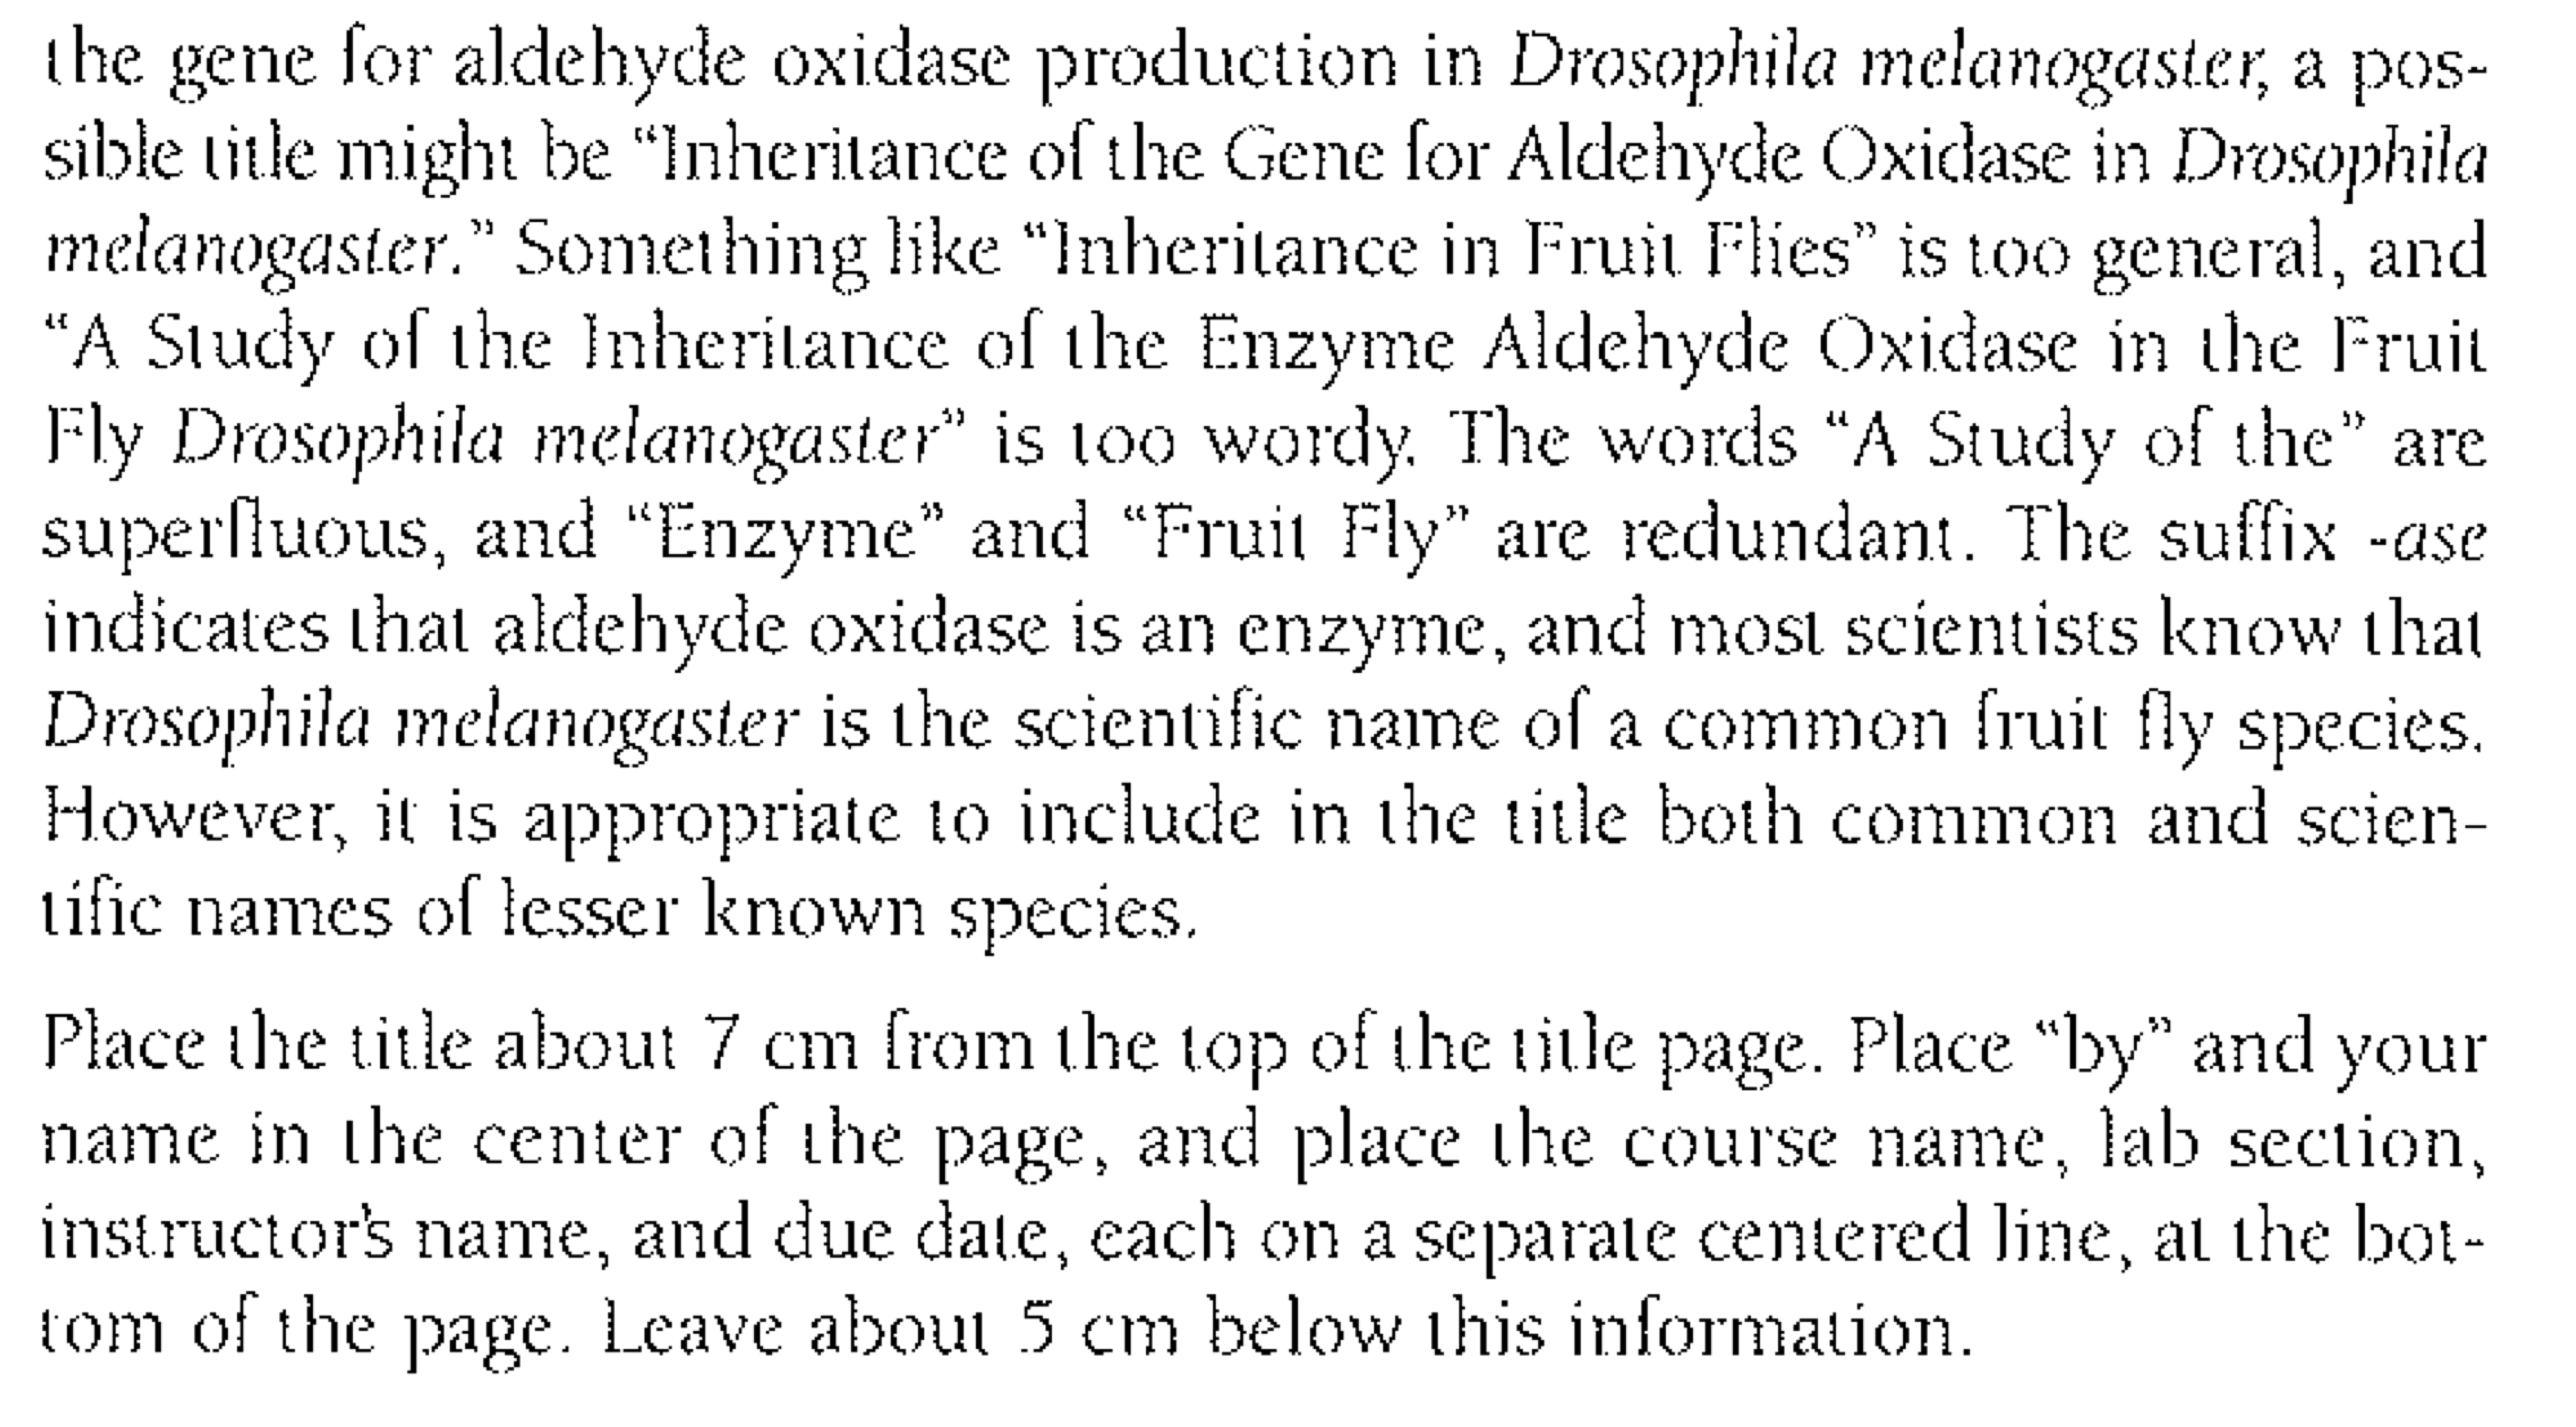 the gene for aldehyde oxidase production in Drosophila melanogaster, a pos-
sible title might be “Inheritance of the Gene for Aldehyde Oxidase in Drosophila
melanogaster.” Something like “Inheritance in Fruit Flies” is too general, and
“A Study of the Inheritance of the Enzyme Aldehyde Oxidase in the Fruit
Fly Drosophila melanogaster” is too wordy. The words “A Study of the” are
superfluous, and “Enzyme” and “Fruit Fly” are redundant. The suffix -ase
indicates that aldehyde oxidase is an enzyme, and most scientists know that
Drosophila melanogaster is the scientific name of a common fruit fly species.
However, it is appropriate to include in the title both common and scien-
tific names of lesser known species.
Place the title about 7 cm from the top of the title page. Place “by” and your
name in the center of the page, and place the course name, lab section,
instructor’s name, and due date, each on a separate centered line, at the bot-
tom of the page. Leave about 5 cm below this information.